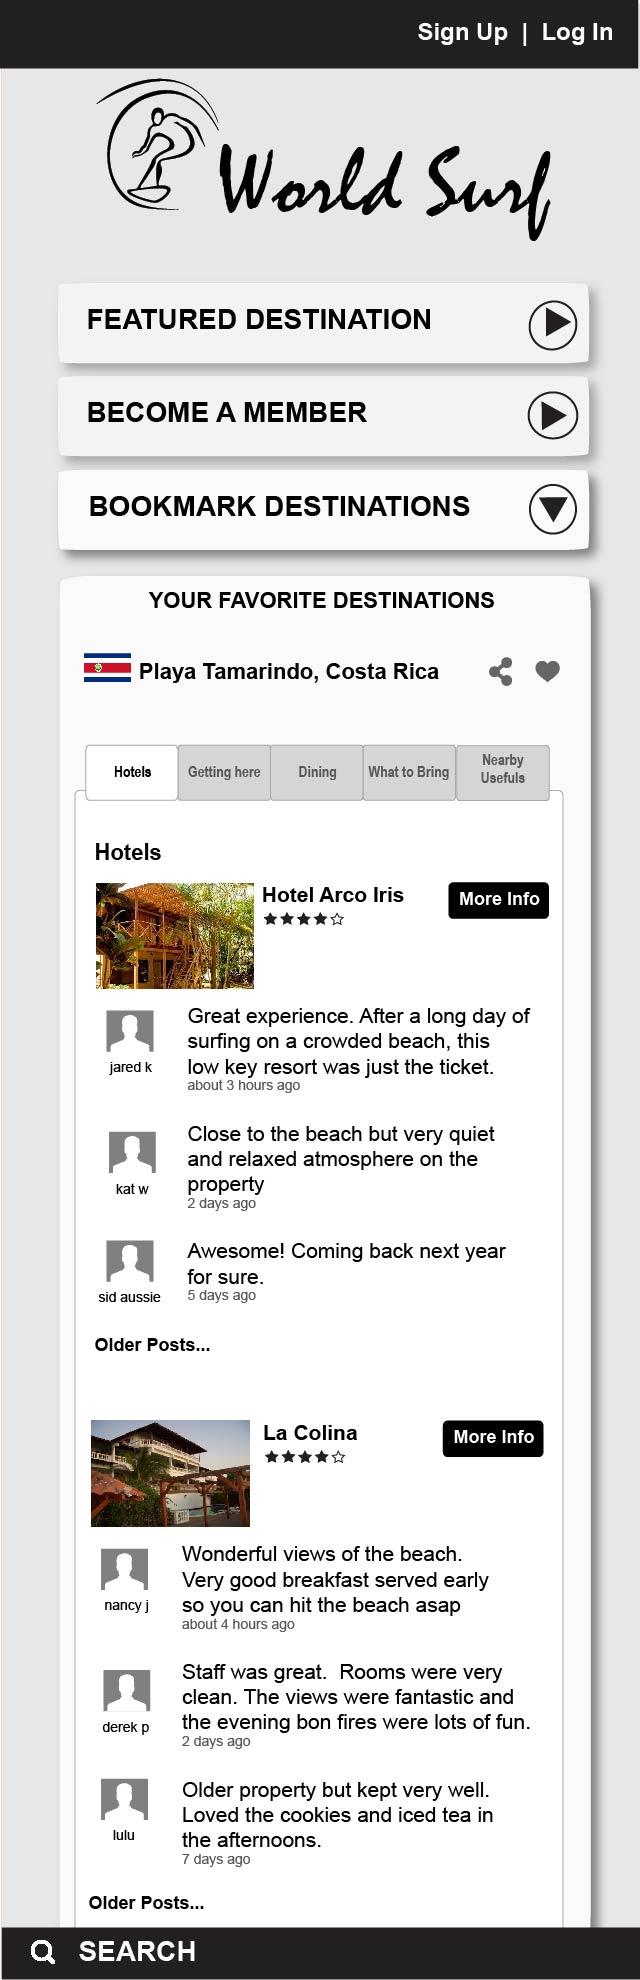 Sign Up | Log In
World Surf
FEATURED DESTINATION
BECOME A MEMBER
BOOKMARK DESTINATIONS
YOUR FAVORITE DESTINATIONS
Playa Tamarindo, Costa Rica
Hotels
Getting here
Dining
What to Bring
Nearby
Usefuls
Hotels
Hotel Arco Iris
More Info
Great experience. After a long day of
surfing on a crowded beach, this
low key resort was just the ticket.
about 3 hours ago
jared k
Close to the beach but very quiet
and relaxed atmosphere on the
property
2 days ago
kat w
Awesome! Coming back next year
for sure.
5 days ago
sid aussie
Older Posts...
La Colina
More Info
Wonderful views of the beach.
Very good breakfast served early
so you can hit the beach asap
about 4 hours ago
nancy j
Staff was great.  Rooms were very
clean. The views were fantastic and
the evening bon fires were lots of fun.
2 days ago
derek p
Older property but kept very well.
Loved the cookies and iced tea in
the afternoons.
7 days ago
lulu
Older Posts...
SEARCH